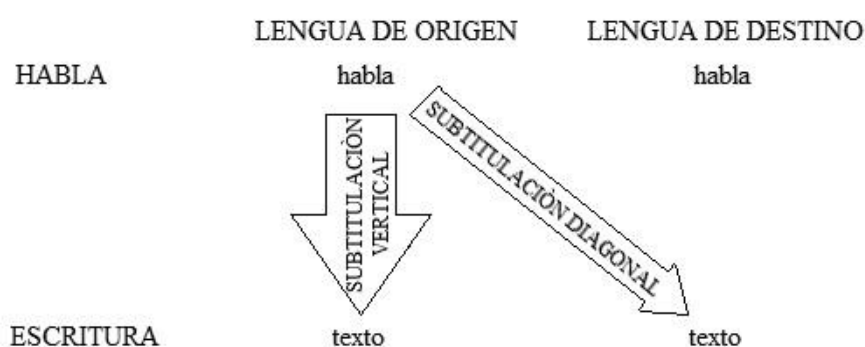 LENGUA DE ORIGEN LENGUA DE DESTINO
HABLA habla habla
SUBTITULACIÒN
VERTICAL
SUBTITULACIÒN DIAGONAL
ESCRITURA texto texto